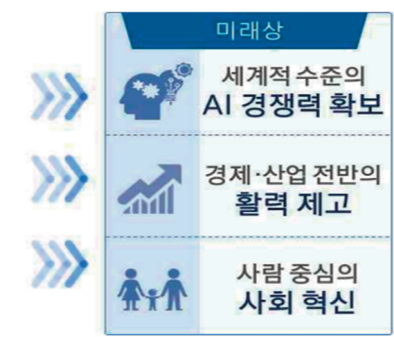 미래상
세계적 수준의
AI 경쟁력 확보
경제·산업 전반의
활력 제고
사람 중심의
사회 혁신